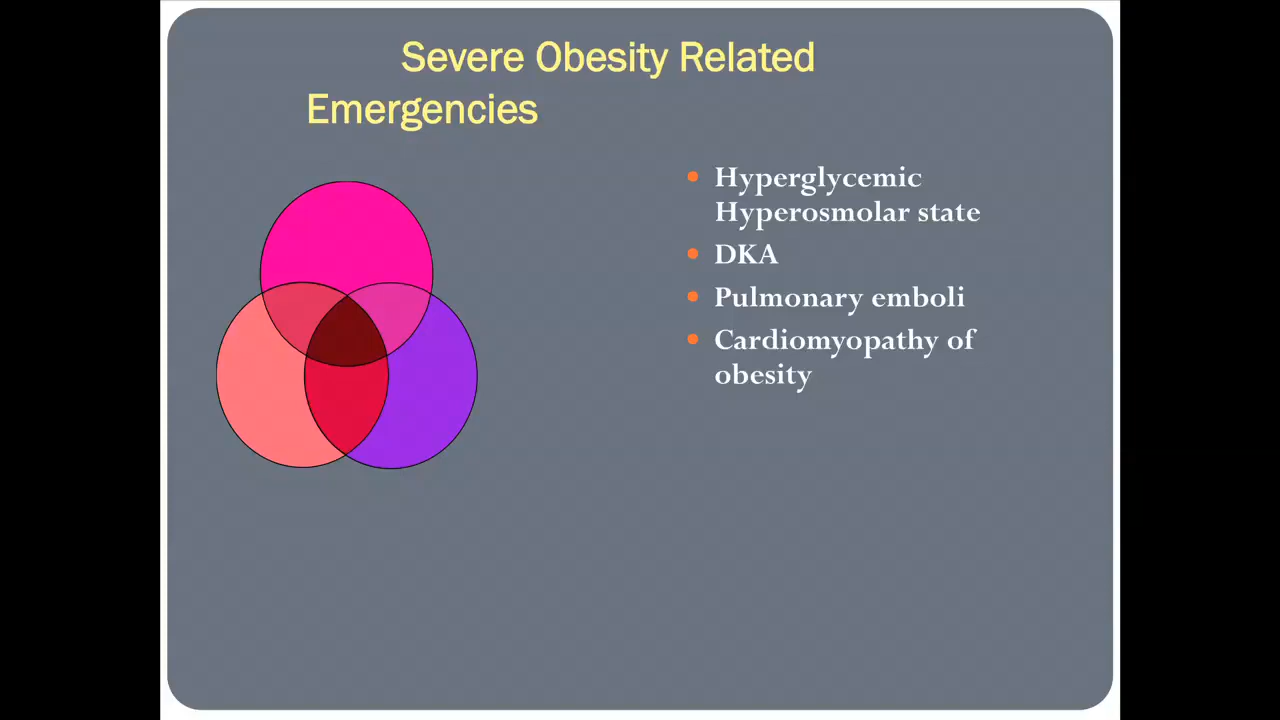 Severe Obesity Related
Emergencies
Hyperglycemic
Hyperosmolar state
DKA
Pulmonary emboli
Cardiomyopathy of
obesity